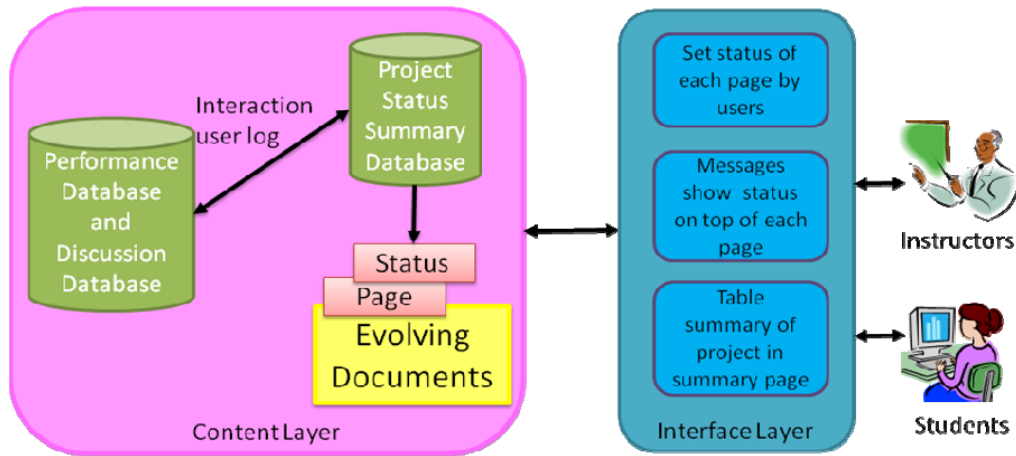 Project
Status
Summary
Database
Interaction
user log
Performance
Database
and
Discussion
Database
Status
Page
Evolving
Documents
Content Layer
Set status of
each page by
users
Messages
show status
on top of each
page
Table
summary of
project in
summary page
Interface Layer
Instructors
Students